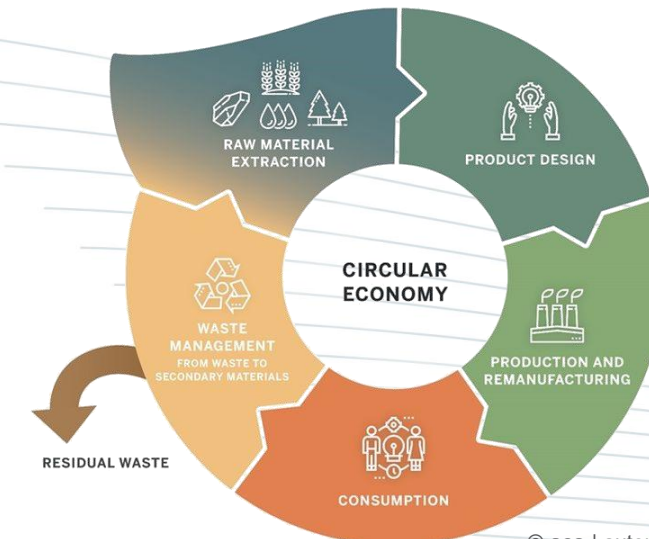 RAW MATERIAL
EXTRACTION
PRODUCT DESIGN
CIRCULAR
ECONOMY
WASTE
MANAGEMENT
FROM WASTE TO
SECONDARY MATERIALS
PRODUCTION AND
REMANUFACTURING
RESIDUAL WASTE
CONSUMPTION